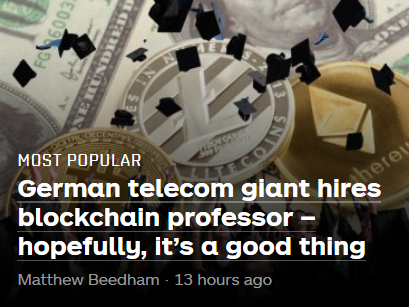 MOST POPULAR
German telecom giant hires
blockchain professor –
hopefully, it's a good thing
Matthew Beedham · 13 hours ago